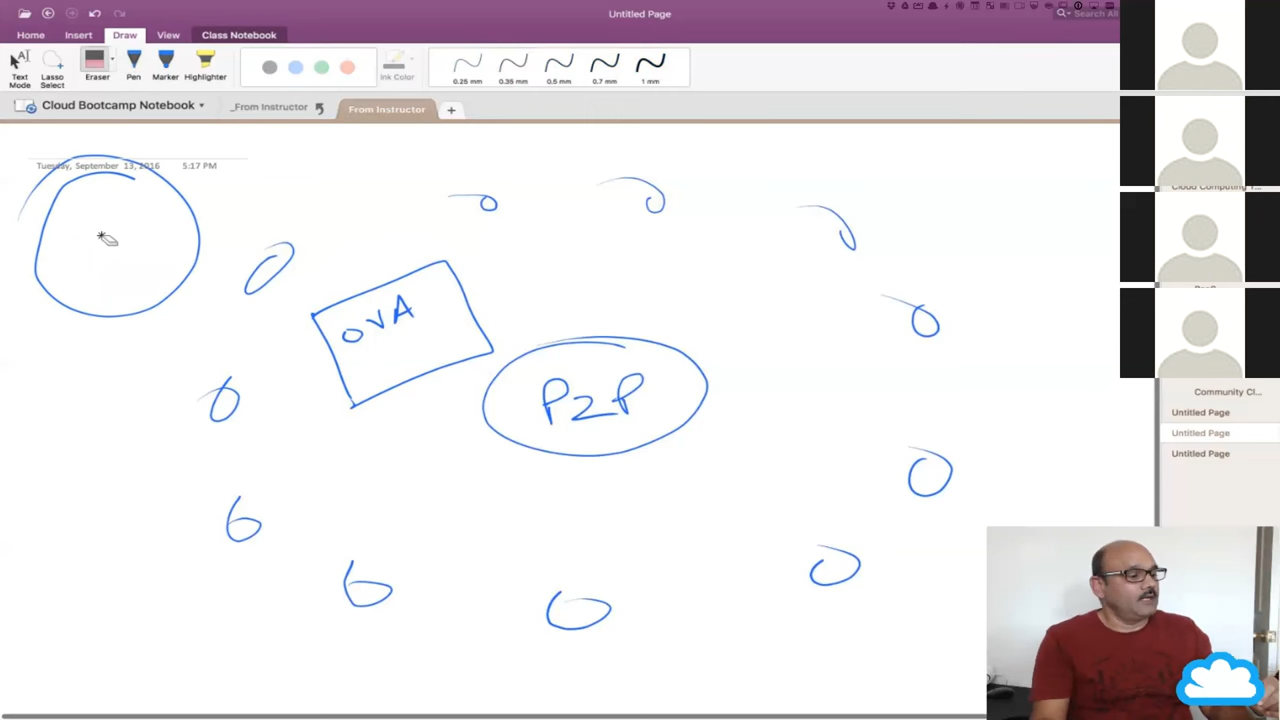 Untitled Page
Search All
Home Insert Draw View Class Notebook
Text Mode
Lasso Select
Eraser
Pen
Marker
Highlighter
Ink Color
0.25 mm 0.35 mm 0.5 mm 0.7 mm 1 mm
Cloud Bootcamp Notebook
_From Instructor
From Instructor
Tuesday, September 13, 2016 5:17 PM
OVA
P2P
Community Cl...
Untitled Page
Untitled Page
Untitled Page